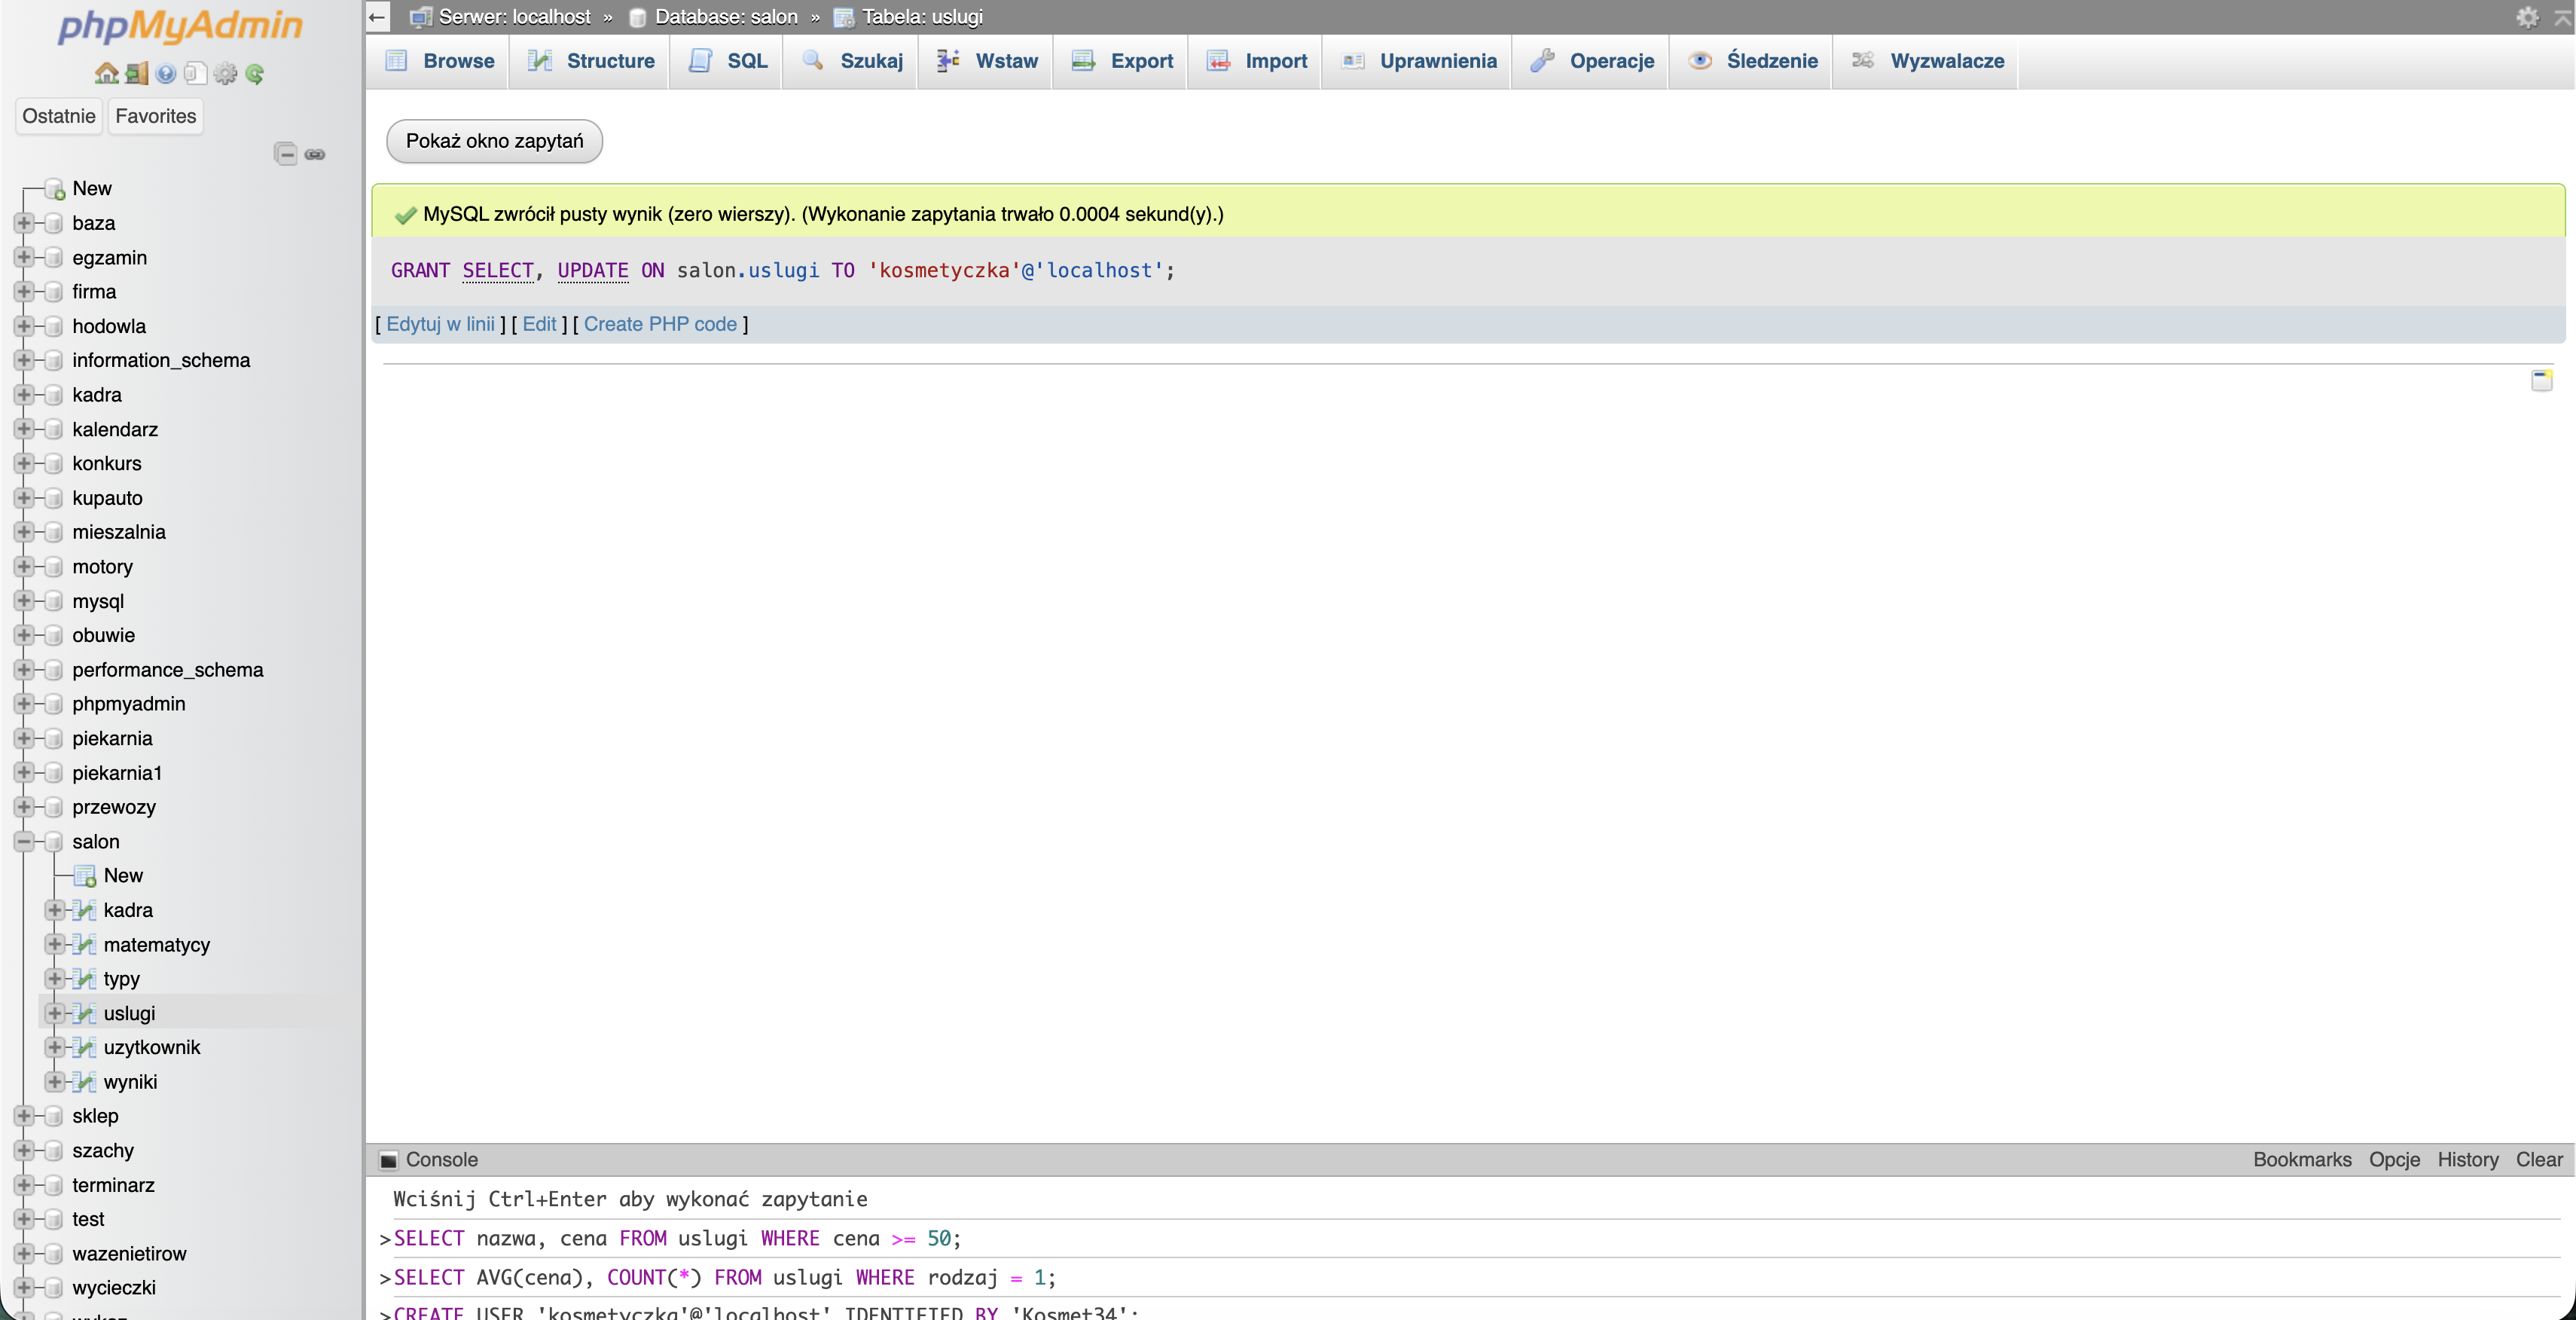 phpMyAdmin
Ostatnie Favorites
New
baza
egzamin
firma
hodowla
information_schema
kadra
kalendarz
konkurs
kupauto
mieszalnia
motory
mysql
obuwie
performance_schema
phpmyadmin
piekarnia
piekarnia1
przewozy
salon
New
kadra
matematycy
typy
uslugi
uzytkownik
wyniki
sklep
szachy
terminarz
test
wazenietirow
wycieczki
Serwer: localhost » Database: salon » Tabela: uslugi
Browse Structure SQL Szukaj Wstaw Export Import Uprawnienia Operacje Śledzenie Wyzwalacze
Pokaż okno zapytań
MySQL zwrócił pusty wynik (zero wierszy). (Wykonanie zapytania trwało 0.0004 sekund(y).)
GRANT SELECT, UPDATE ON salon.uslugi TO 'kosmetyczka'@'localhost';
[ Edytuj w linii ] [ Edit ] [ Create PHP code ]
Console Bookmarks Opcje History Clear
Wciśnij Ctrl+Enter aby wykonać zapytanie
>SELECT nazwa, cena FROM uslugi WHERE cena >= 50;
>SELECT AVG(cena), COUNT(*) FROM uslugi WHERE rodzaj = 1;
>CREATE USER 'kosmetyczka'@'localhost' IDENTIFIED BY 'Kosmet34';